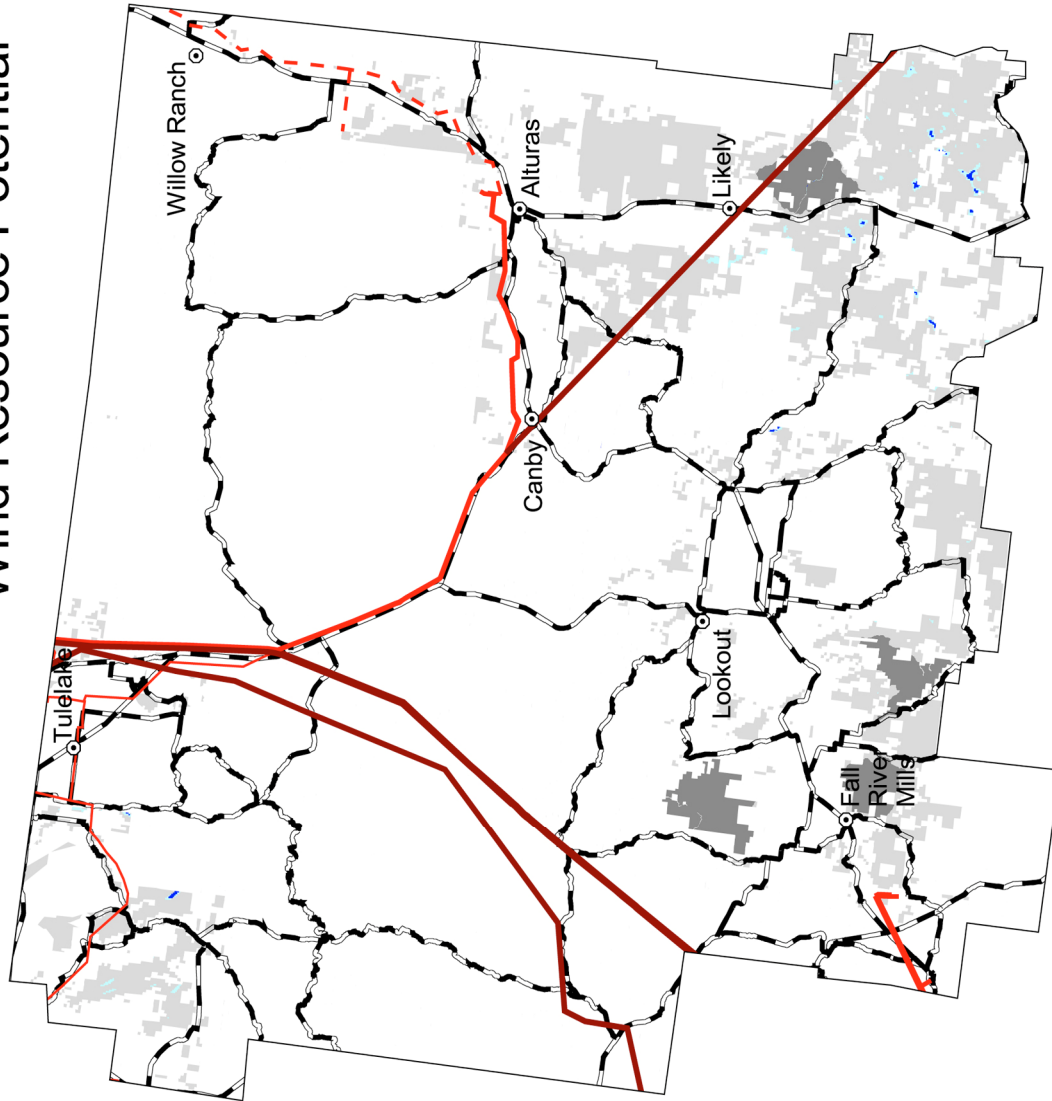 Wind Resource Potential
Willow Ranch
Tulelake
Alturas
Canby
Likely
Lookout
Fall
River
Mills